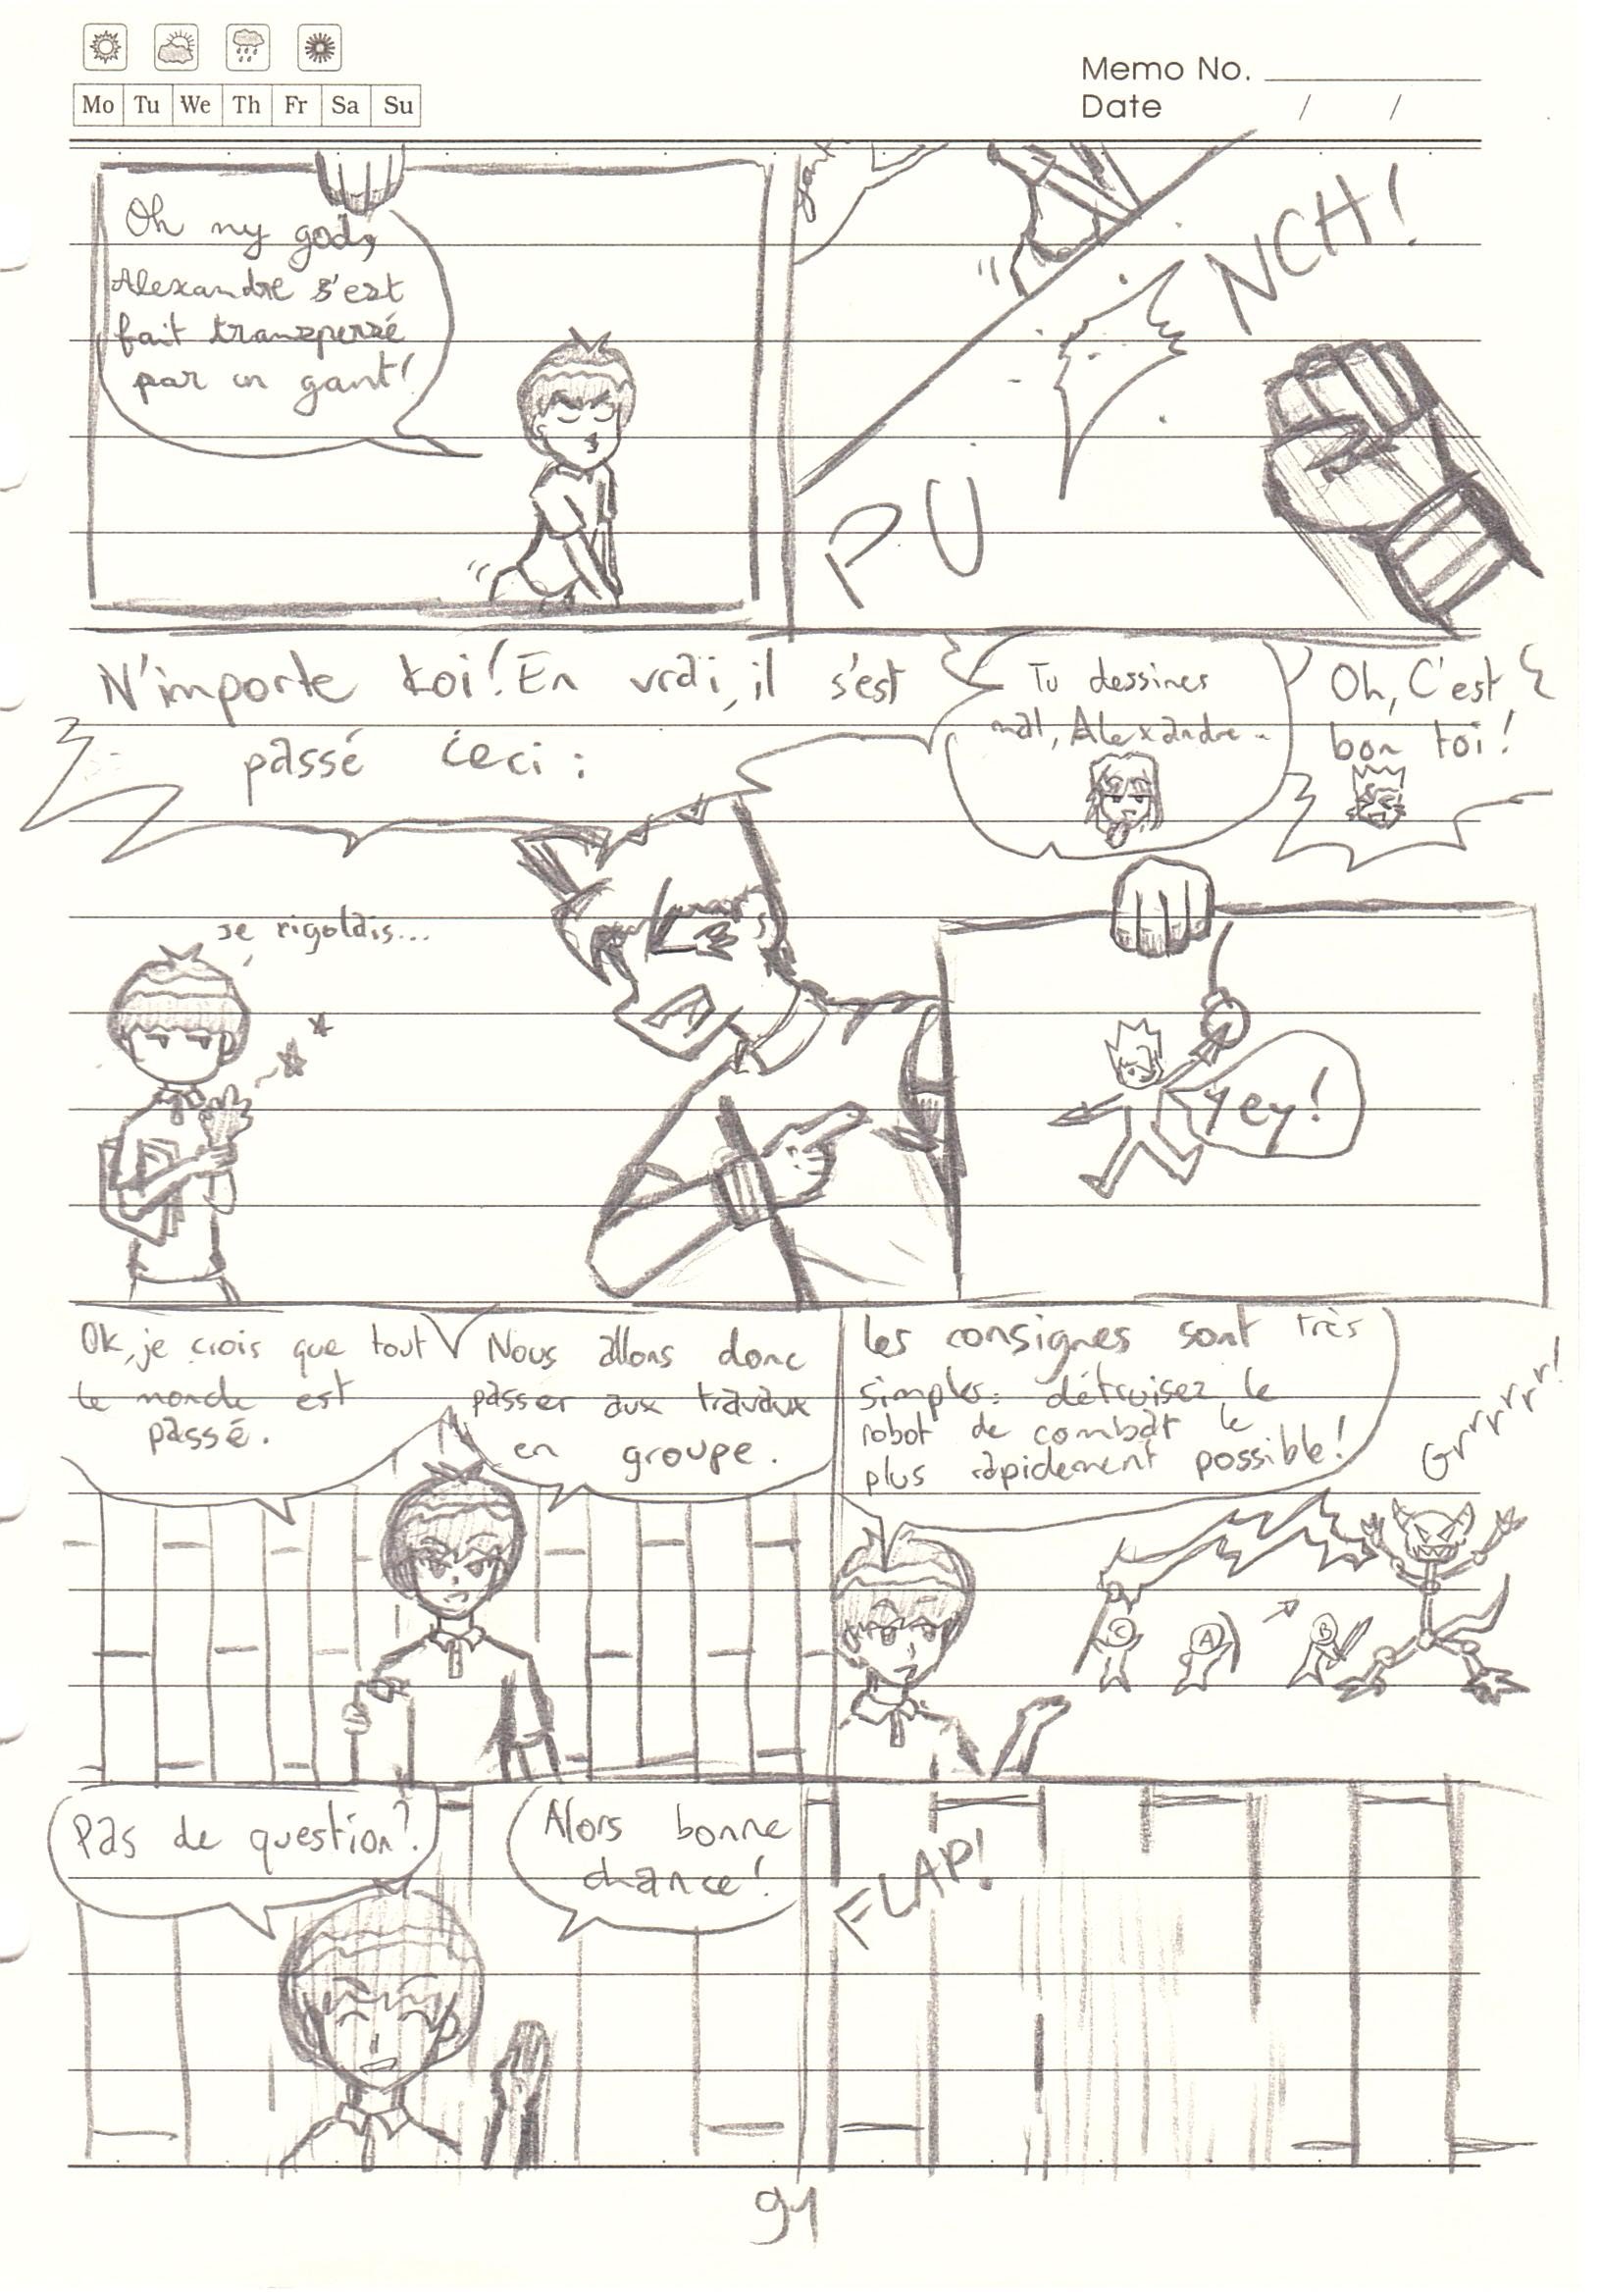 Mo Tu We Th Fr Sa Su
Memo No.
Date / /
Oh my god,
Alexandre s'est
fait transpersé
par un gant!
PUNCH!
N'importe koi! En vrai, il s'est
passé ceci :
Tu dessines
mal, Alexandre..
Oh, C'est
bon toi!
Je rigolais...
Yey!
Ok, je crois que tout
le monde est
passé.
Nous allons donc
passer aux travaux
en groupe.
les consignes sont très
simples: détruisez le
robot de combat le
plus rapidement possible!
Grrrrr!
C
A
B
Pas de question?
Alors bonne
chance!
FLAP!
91